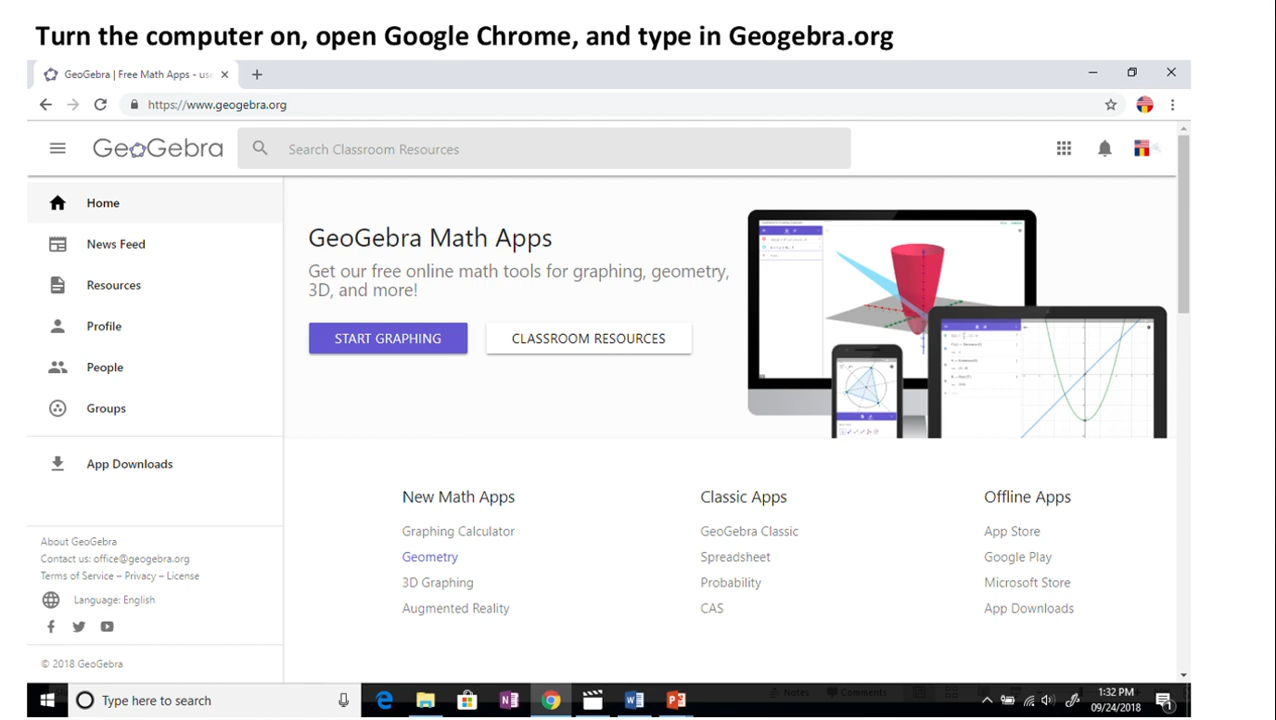 Turn the computer on, open Google Chrome, and type in Geogebra.org
GeoGebra | Free Math Apps - us
https://www.geogebra.org
GeoGebra
Search Classroom Resources
Home
News Feed
Resources
Profile
People
Groups
App Downloads
About GeoGebra
Contact us: office@geogebra.org
Terms of Service – Privacy – License
Language: English
© 2018 GeoGebra
GeoGebra Math Apps
Get our free online math tools for graphing, geometry,
3D, and more!
START GRAPHING
CLASSROOM RESOURCES
New Math Apps
Graphing Calculator
Geometry
3D Graphing
Augmented Reality
Classic Apps
GeoGebra Classic
Spreadsheet
Probability
CAS
Offline Apps
App Store
Google Play
Microsoft Store
App Downloads
Type here to search
Notes
Comments
1:32 PM
09/24/2018
1